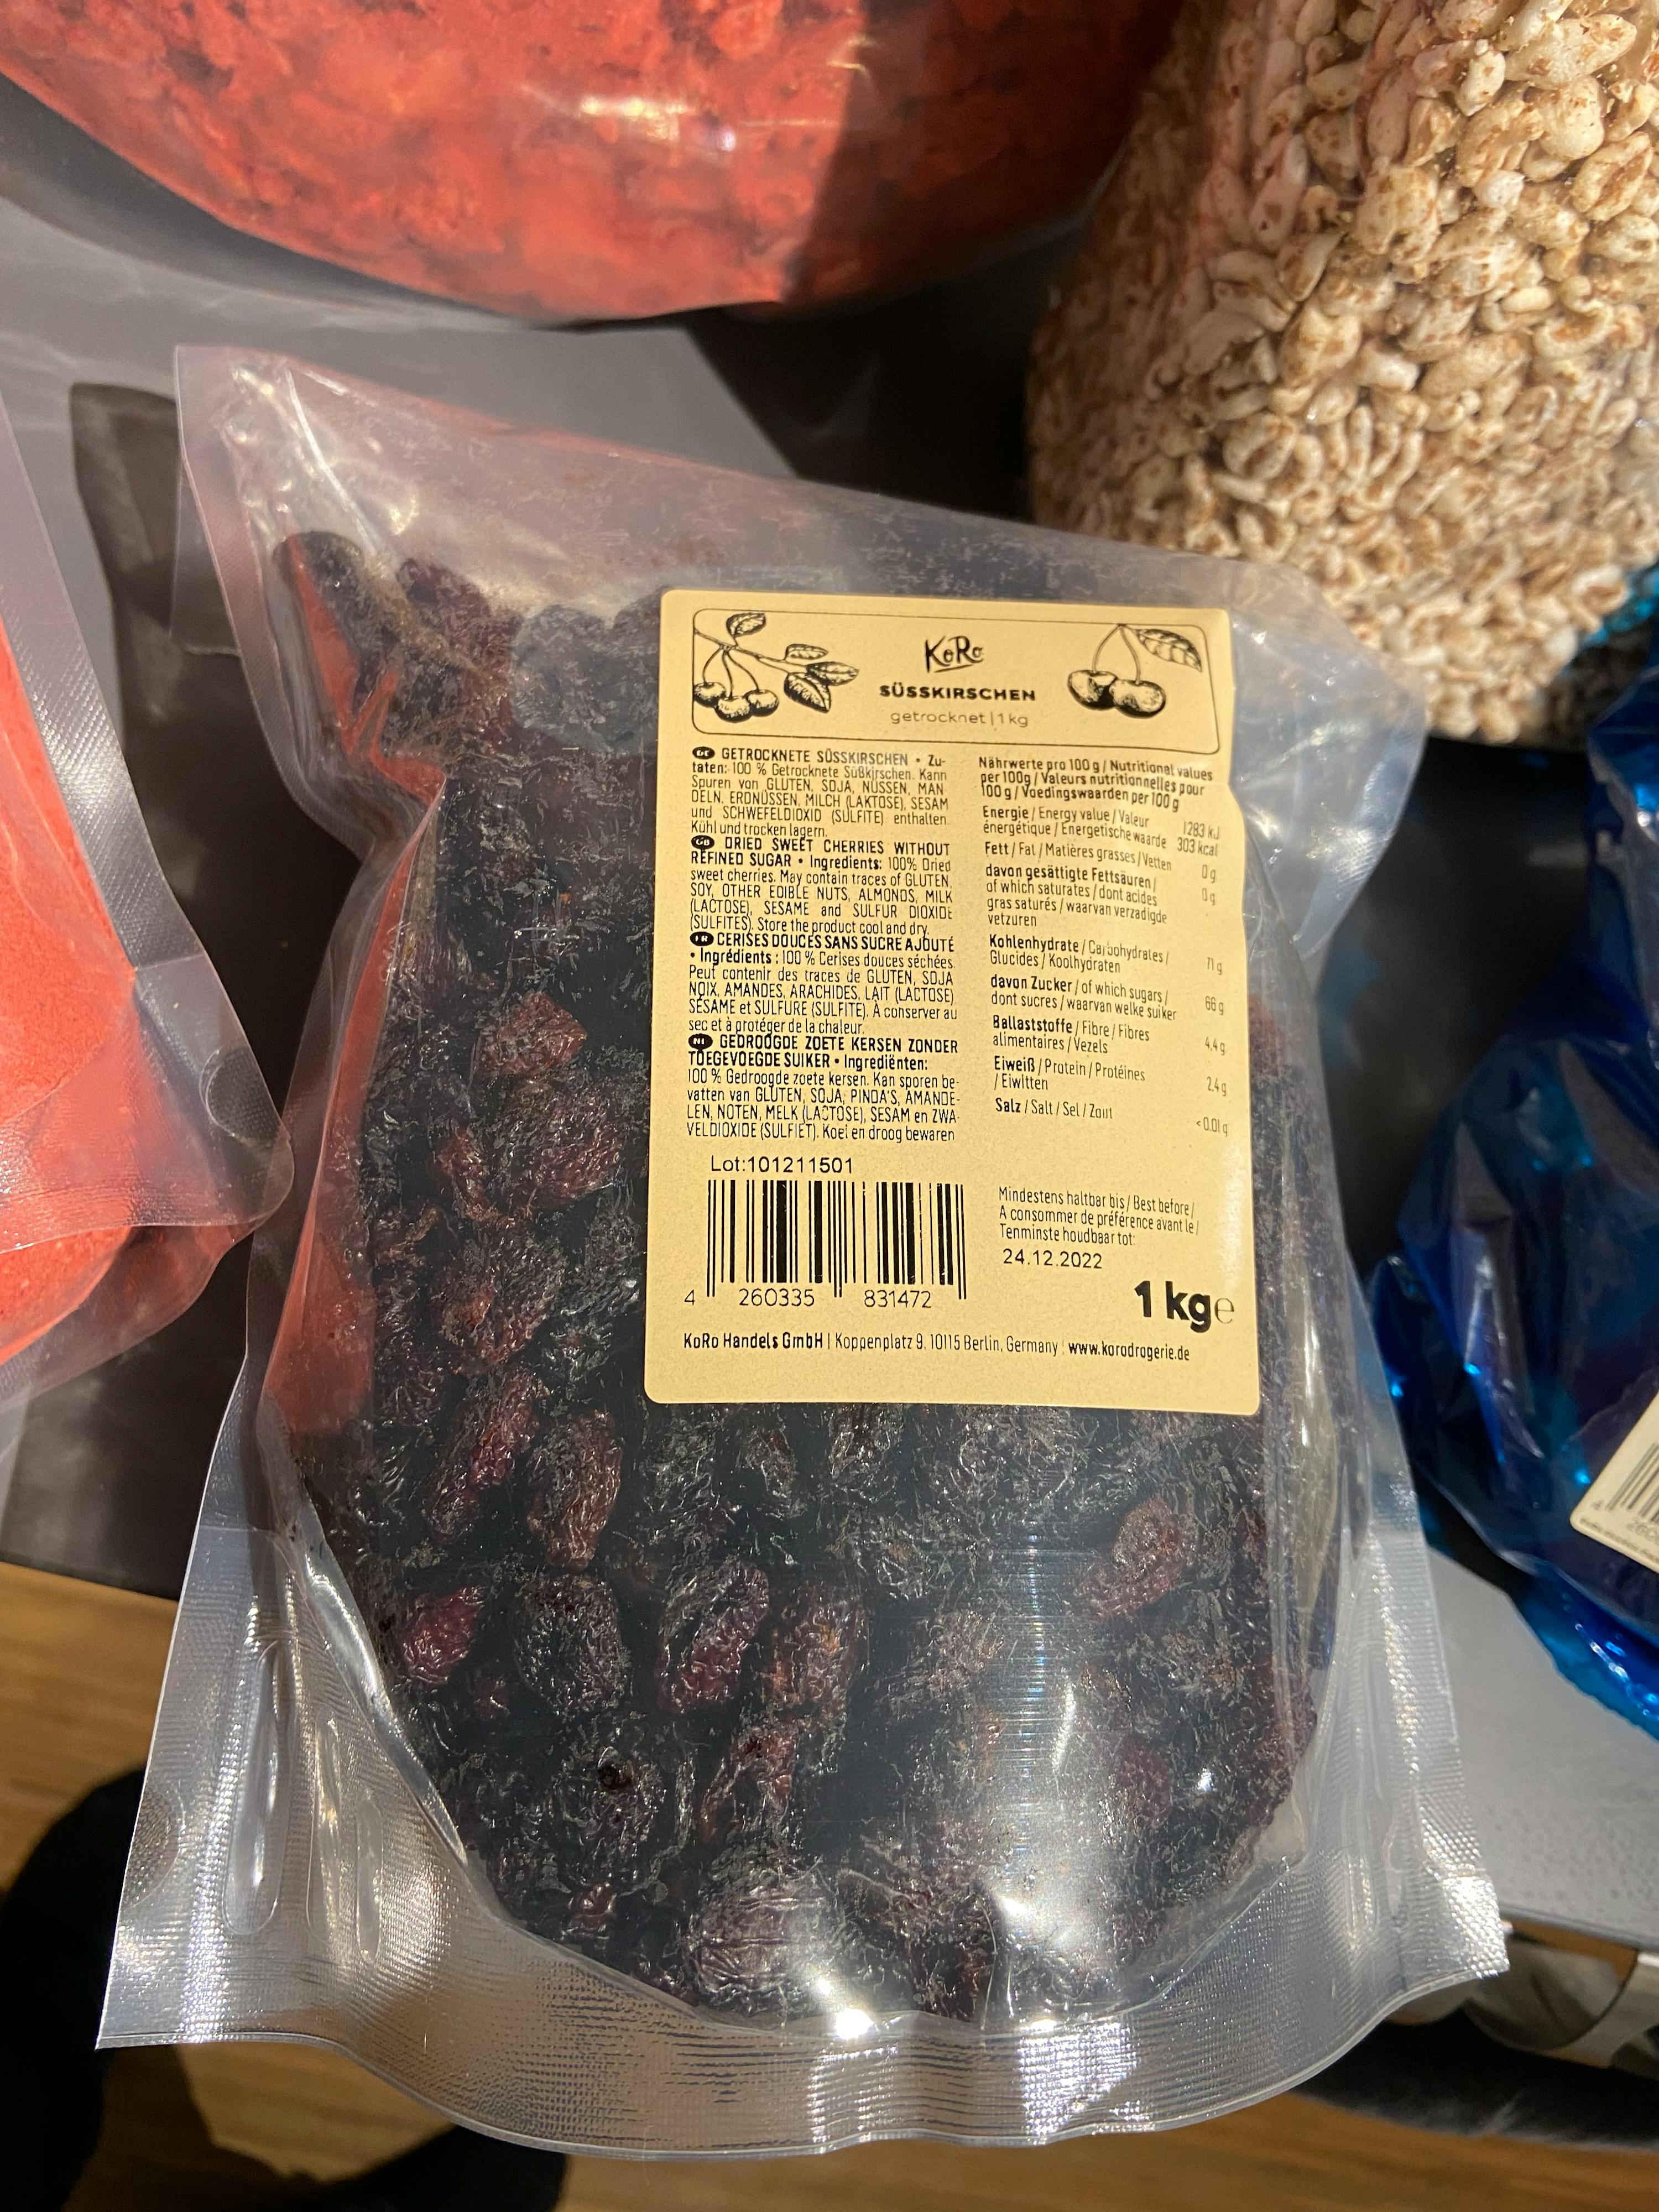 KoRo
SÜSSKIRSCHEN
getrocknet | 1 kg
DE GETROCKNETE SÜSSKIRSCHEN • Zu-
taten: 100 % Getrocknete Süßkirschen. Kann
Spuren von GLUTEN, SOJA, NÜSSEN, MAN
DELN, ERDNÜSSEN, MILCH (LAKTOSE), SESAM
und SCHWEFELDIOXID (SULFITE) enthalten.
Kühl und trocken lagern.
GB DRIED SWEET CHERRIES WITHOUT
REFINED SUGAR • Ingredients: 100% Dried
sweet cherries. May contain traces of GLUTEN,
SOY, OTHER EDIBLE NUTS, ALMONDS, MILK
(LACTOSE), SESAME and SULFUR DIOXIDE
(SULFITES). Store the product cool and dry.
FR CERISES DOUCES SANS SUCRE AJOUTÉ
• Ingrédients : 100 % Cerises douces séchées.
Peut contenir des traces de GLUTEN, SOJA
NOIX, AMANDES, ARACHIDES, LAIT (LACTOSE)
SÉSAME et SULFURE (SULFITE). À conserver au
sec et à protéger de la chaleur.
NL GEDROOGDE ZOETE KERSEN ZONDER
TOEGEVOEGDE SUIKER • Ingrediënten:
100 % Gedroogde zoete kersen. Kan sporen be-
vatten van GLUTEN, SOJA, PINDA'S, AMANDE-
LEN, NOTEN, MELK (LACTOSE), SESAM en ZWA-
VELDIOXIDE (SULFIET). Koel en droog bewaren
Nährwerte pro 100 g / Nutritional values
per 100g / Valeurs nutritionnelles pour
100 g / Voedingswaarden per 100 g
Energie / Energy value / Valeur 1283 kJ
énergétique / Energetische waarde 303 kcal
Fett / Fat / Matières grasses / Vetten 0 g
davon gesättigte Fettsäuren / 0 g
of which saturates / dont acides
gras saturés / waarvan verzadigde
vetzuren
Kohlenhydrate / Carbohydrates /
Glucides / Koolhydraten 71 g
davon Zucker / of which sugars /
dont sucres / waarvan welke suiker 66 g
Ballaststoffe / Fibre / Fibres
alimentaires / Vezels 4,4 g
Eiweiß / Protein / Protéines
/ Eiwitten 2,4 g
Salz / Salt / Sel / Zout <0.01 g
Lot:101211501
4 260335 831472
Mindestens haltbar bis / Best before /
A consommer de préférence avant le /
Tenminste houdbaar tot:
24.12.2022
1 kg e
KoRo Handels GmbH | Koppenplatz 9, 10115 Berlin, Germany | www.korodrogerie.de